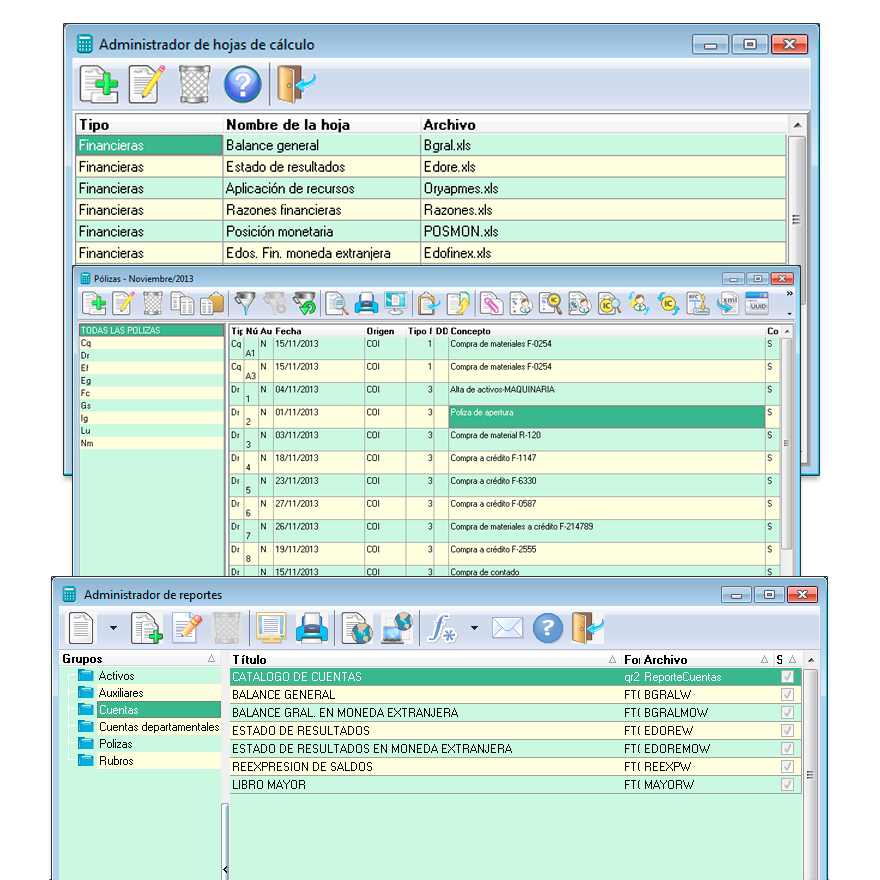 Administrador de hojas de cálculo
Tipo Nombre de la hoja Archivo
Financieras Balance general Bgral.xls
Financieras Estado de resultados Edore.xls
Financieras Aplicación de recursos Oryapmes.xls
Financieras Razones financieras Razones.xls
Financieras Posición monetaria POSMON.xls
Financieras Edos. Fin. moneda extranjera Edofinex.xls
Pólizas - Noviembre/2013
TODAS LAS POLIZAS
Cq
Dr
Ef
Eg
Fc
Gs
Ig
Lu
Nm
Tip Nú Au Fecha Origen Tipo DD Concepto Co
Cq A1 N 15/11/2013 COI 1 Compra de materiales F-0254 S
Cq A3 N 15/11/2013 COI 1 Compra de materiales F-0254 S
Dr 1 N 04/11/2013 COI 3 Alta de activos-MAQUINARIA S
Dr 2 N 01/11/2013 COI 3 Poliza de apertura S
Dr 3 N 03/11/2013 COI 3 Compra de material R-120 S
Dr 4 N 18/11/2013 COI 3 Compra a crédito F-1147 S
Dr 5 N 23/11/2013 COI 3 Compra a crédito F-6330 S
Dr 6 N 27/11/2013 COI 3 Compra a crédito F-0587 S
Dr 7 N 26/11/2013 COI 3 Compra de materiales a crédito F-214789 S
Dr 8 N 19/11/2013 COI 3 Compra a crédito F-2555 S
Dr N 15/11/2013 COI 3 Compra de contado S
Administrador de reportes
Grupos
Activos
Auxiliares
Cuentas
Cuentas departamentales
Polizas
Rubros
Título For Archivo S
CATALOGO DE CUENTAS qr2 ReporteCuentas
BALANCE GENERAL FT( BGRALW
BALANCE GRAL. EN MONEDA EXTRANJERA FT( BGRALMOW
ESTADO DE RESULTADOS FT( EDOREW
ESTADO DE RESULTADOS EN MONEDA EXTRANJERA FT( EDOREMOW
REEXPRESION DE SALDOS FT( REEXPW
LIBRO MAYOR FT( MAYORW